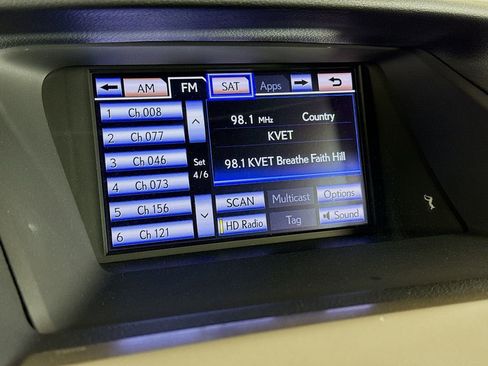 AM
FM
SAT
Apps
1 Ch 008
2 Ch 077
3 Ch 046
4 Ch 073
5 Ch 156
6 Ch 121
Set
4/6
98.1 MHz Country
KVET
98.1 KVET Breathe Faith Hill
SCAN Multicast Options
HD Radio Tag Sound